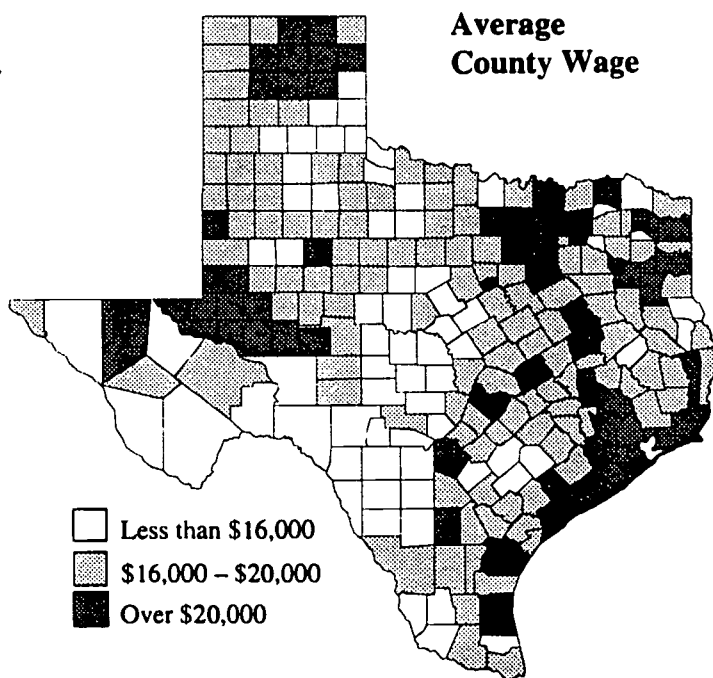 Average
County Wage
Less than $16,000
$16,000 – $20,000
Over $20,000